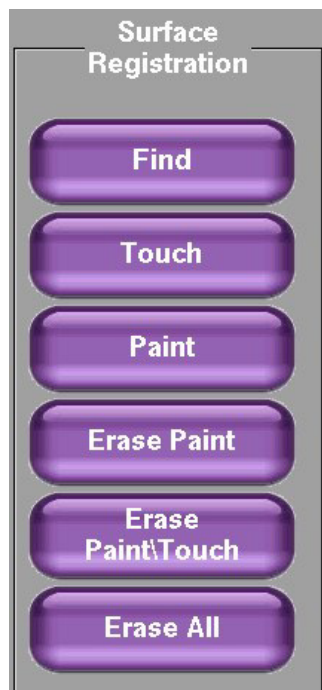 Surface
Registration
Find
Touch
Paint
Erase Paint
Erase
Paint\Touch
Erase All